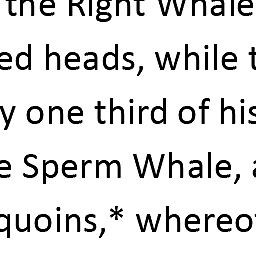 the Right Whale
ed heads, while t
y one third of his
e Sperm Whale, a
quoins,* whereof